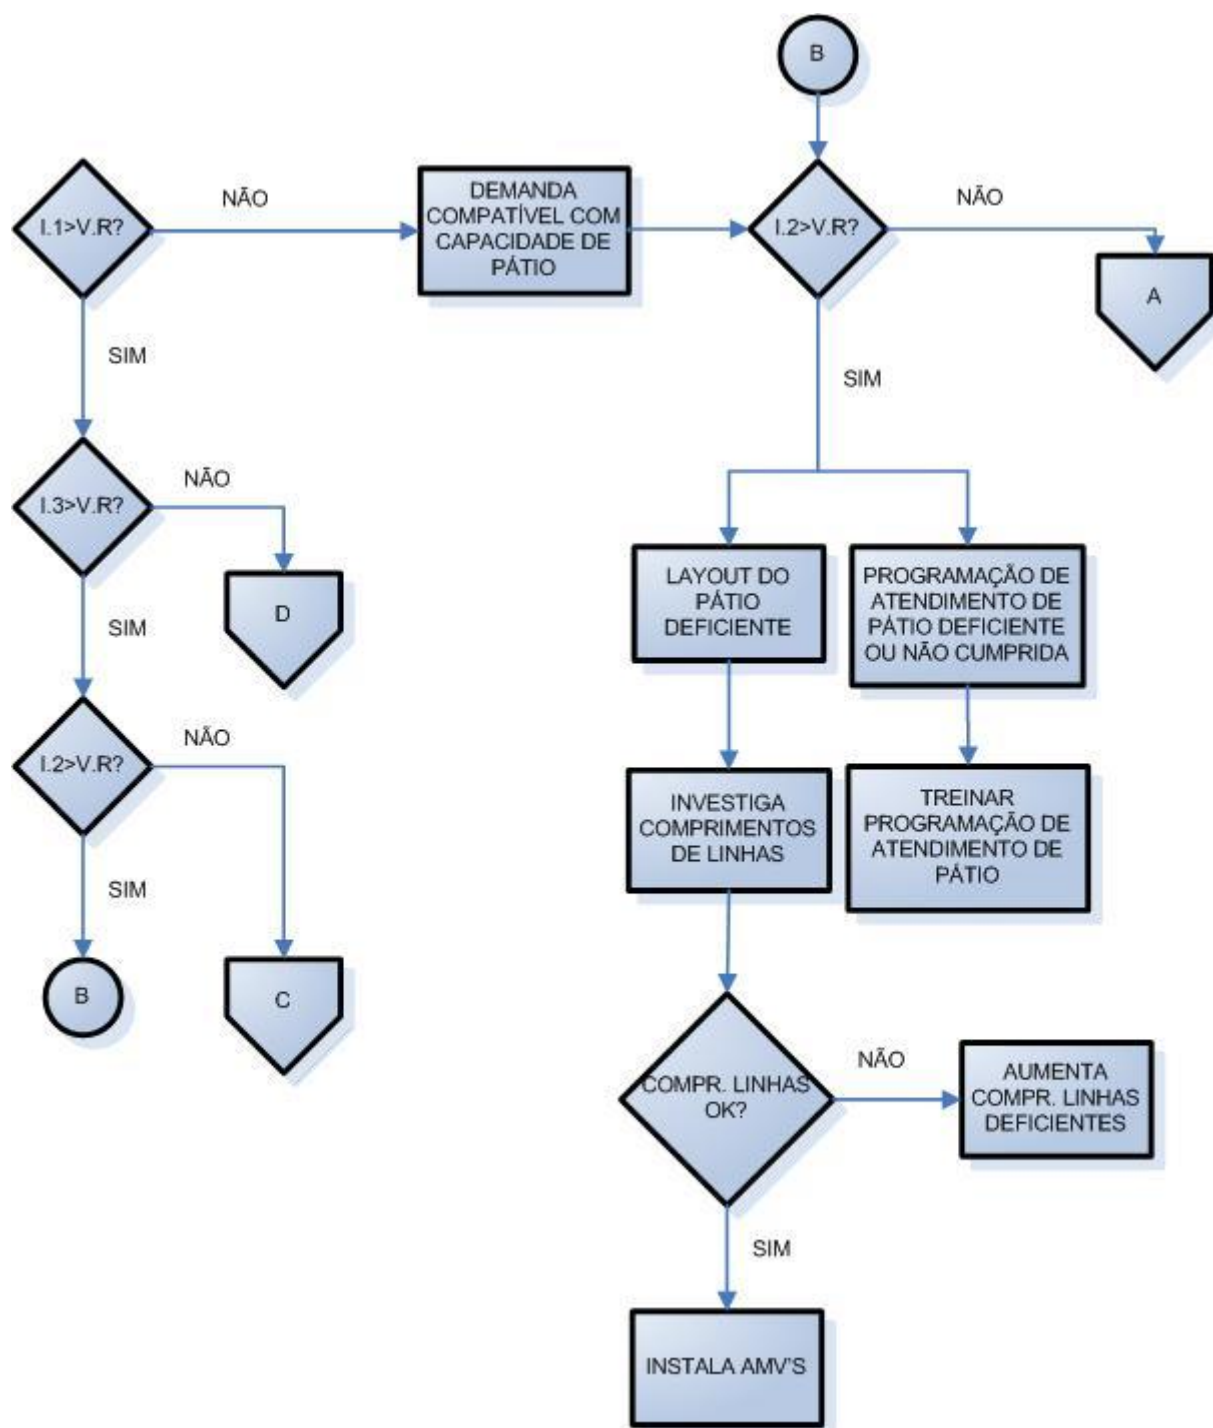 B
I.1>V.R?
NÃO
DEMANDA
COMPATÍVEL COM
CAPACIDADE DE
PÁTIO
I.2>V.R?
NÃO
A
SIM
SIM
I.3>V.R?
NÃO
D
SIM
LAYOUT DO
PÁTIO
DEFICIENTE
PROGRAMAÇÃO DE
ATENDIMENTO DE
PÁTIO DEFICIENTE
OU NÃO CUMPRIDA
I.2>V.R?
NÃO
INVESTIGA
COMPRIMENTOS
DE LINHAS
TREINAR
PROGRAMAÇÃO DE
ATENDIMENTO DE
PÁTIO
SIM
B
C
COMPR. LINHAS
OK?
NÃO
AUMENTA
COMPR. LINHAS
DEFICIENTES
SIM
INSTALA AMV'S